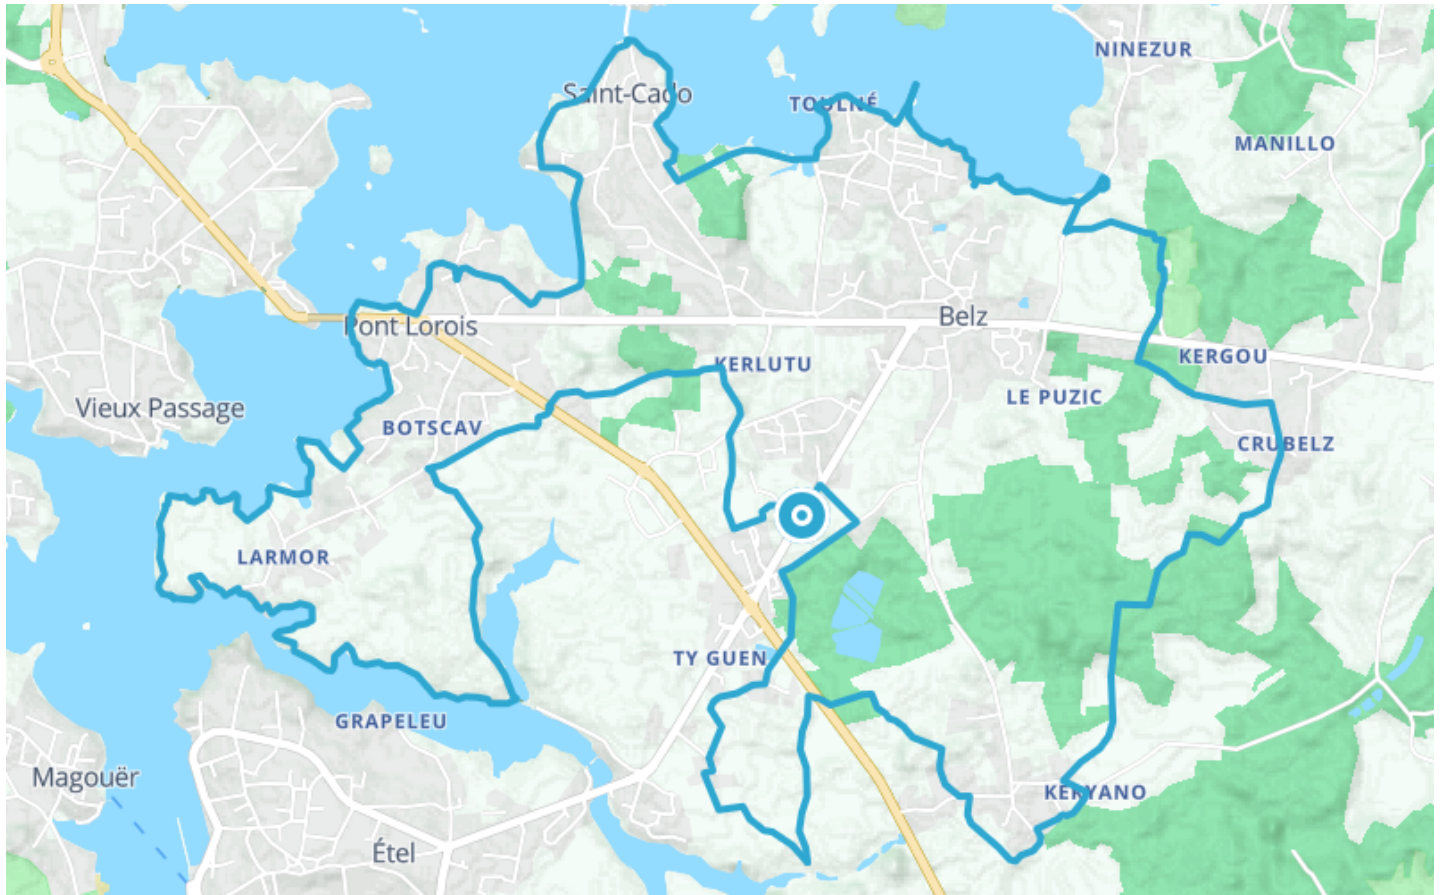 NINEZUR
Saint-Cado
TOULNÉ
MANILLO
Belz
Pont Lorois
KERGOU
KERLUTU
LE PUZIC
Vieux Passage
BOTSCAV
CRUBELZ
LARMOR
TY GUEN
GRAPELEU
Magouër
KERYANO
Étel